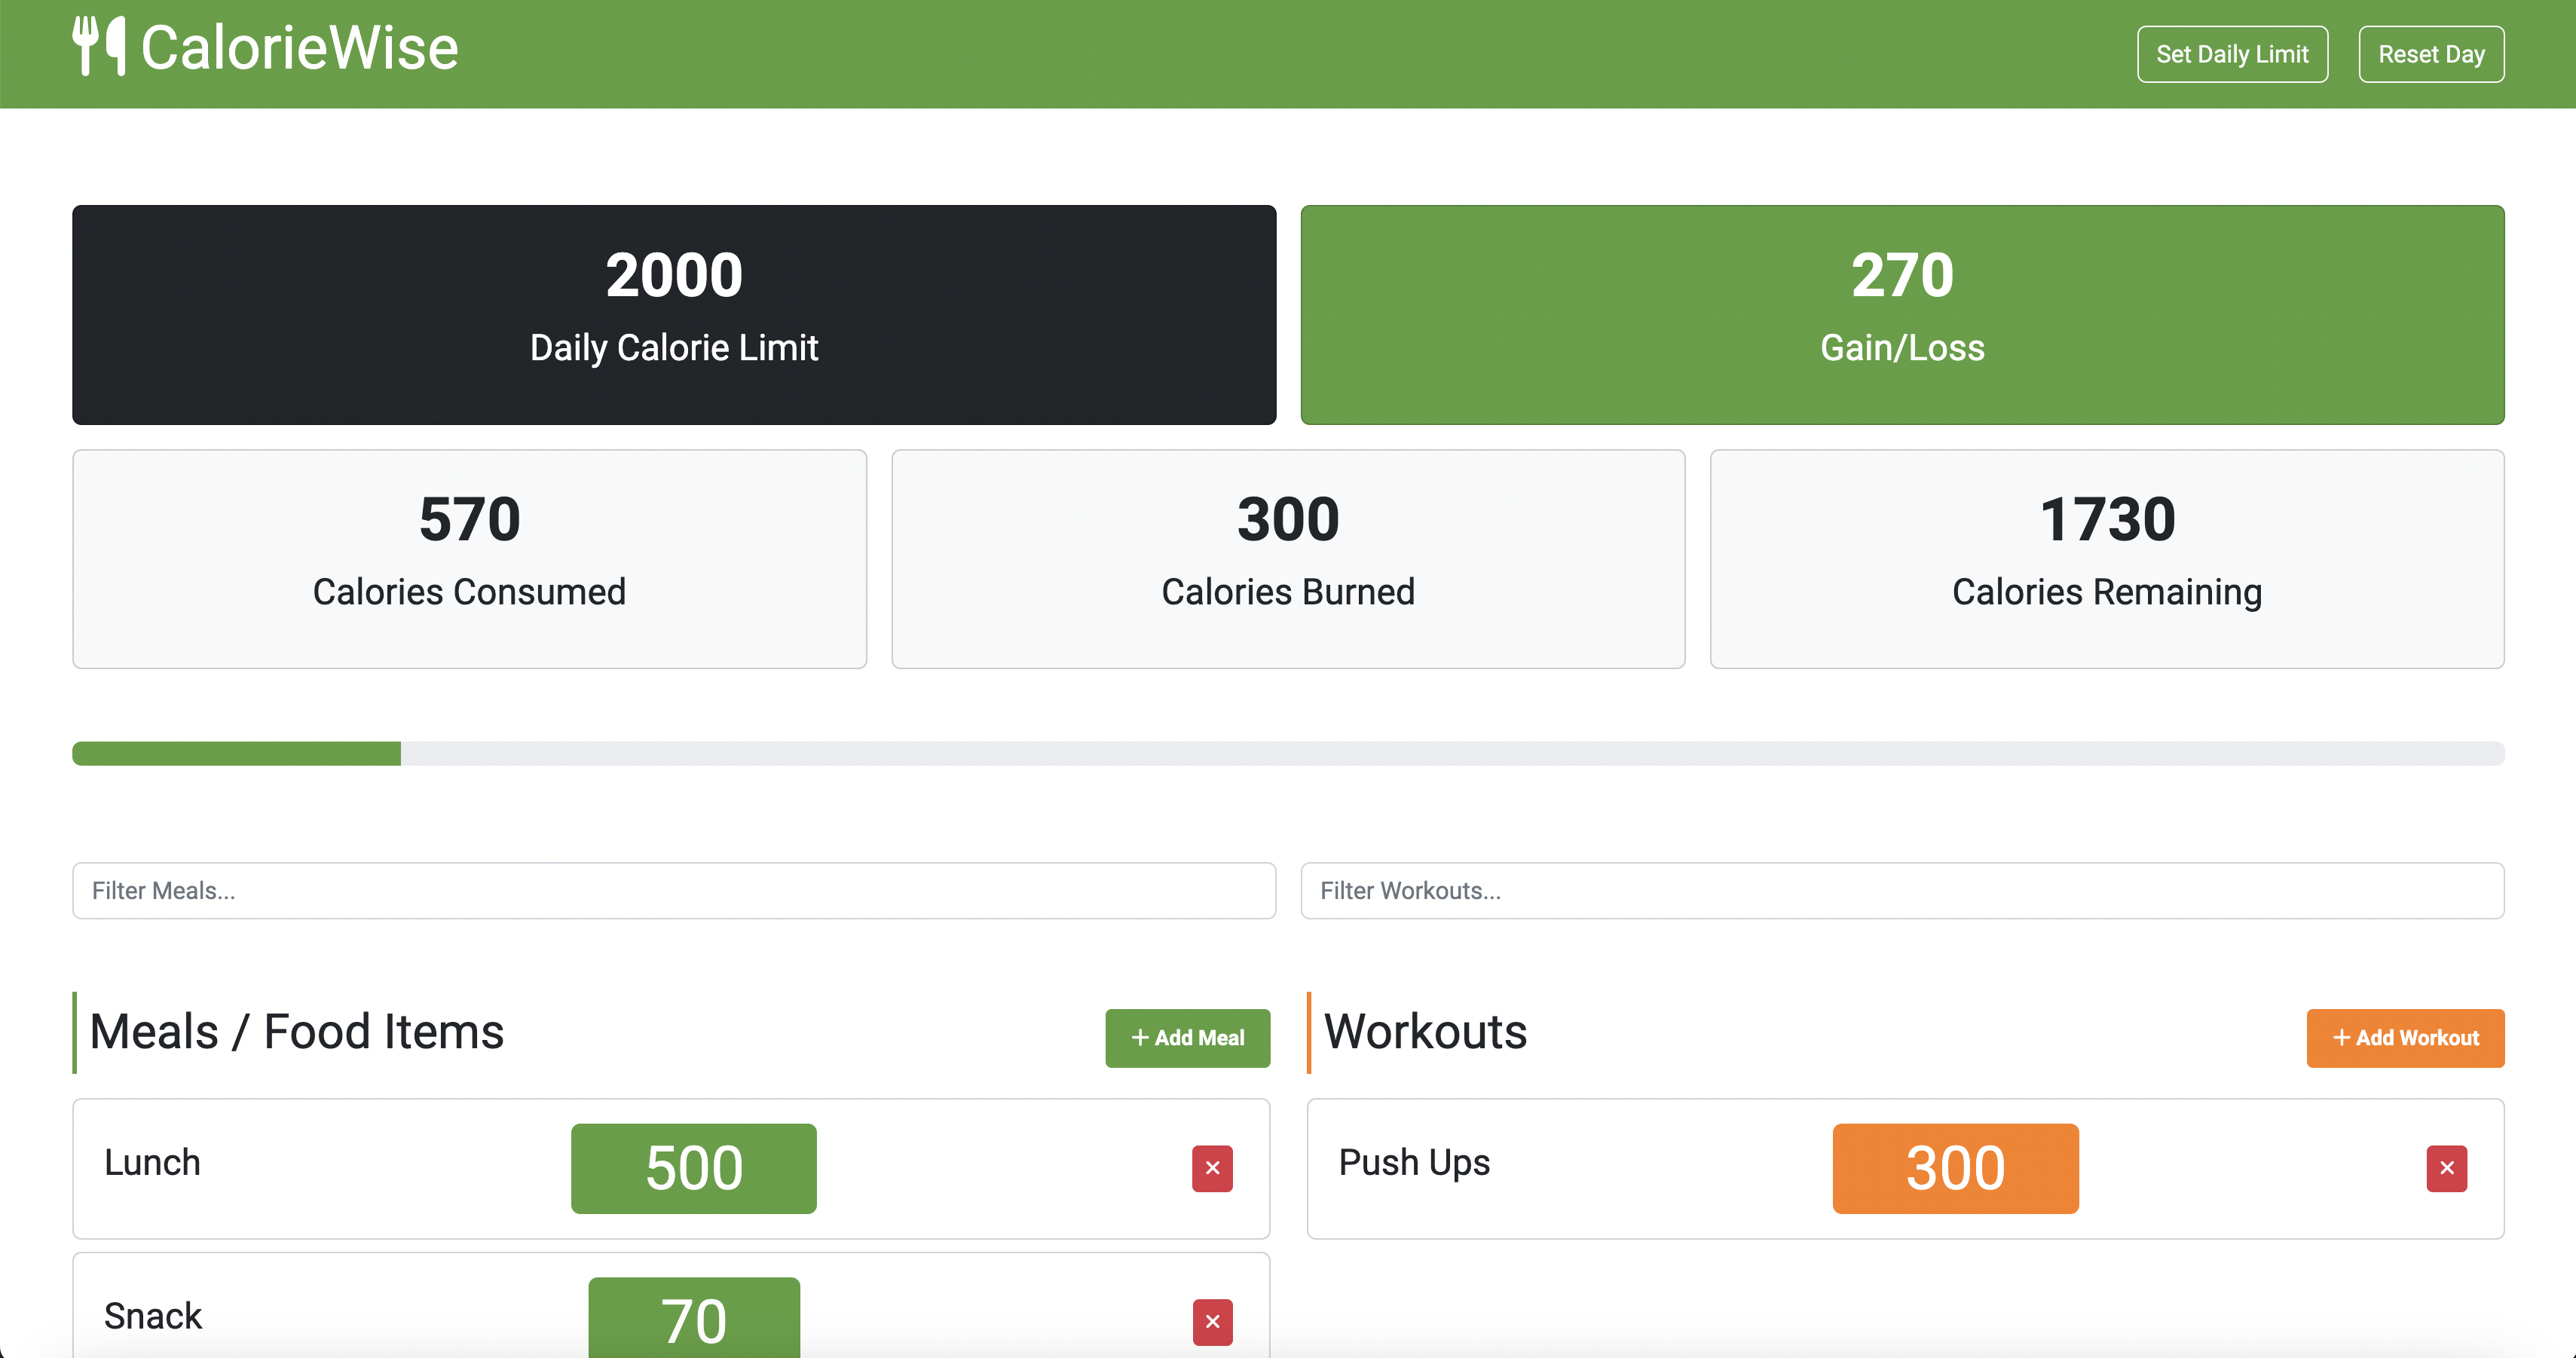 CalorieWise
Set Daily Limit
Reset Day
2000
Daily Calorie Limit
270
Gain/Loss
570
Calories Consumed
300
Calories Burned
1730
Calories Remaining
Filter Meals...
Filter Workouts...
Meals / Food Items
+ Add Meal
Workouts
+ Add Workout
Lunch
500
Push Ups
300
Snack
70